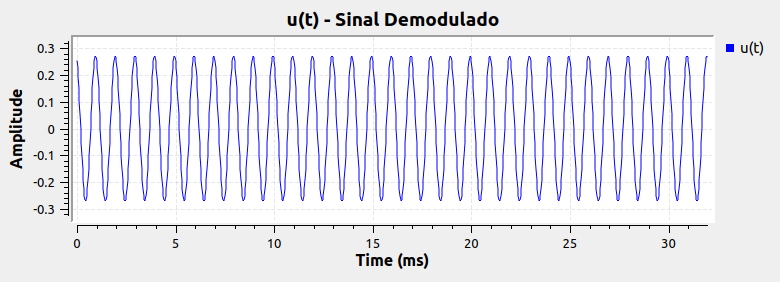 u(t) - Sinal Demodulado
u(t)
Amplitude
0.3
0.2
0.1
0
-0.1
-0.2
-0.3
0 5 10 15 20 25 30
Time (ms)